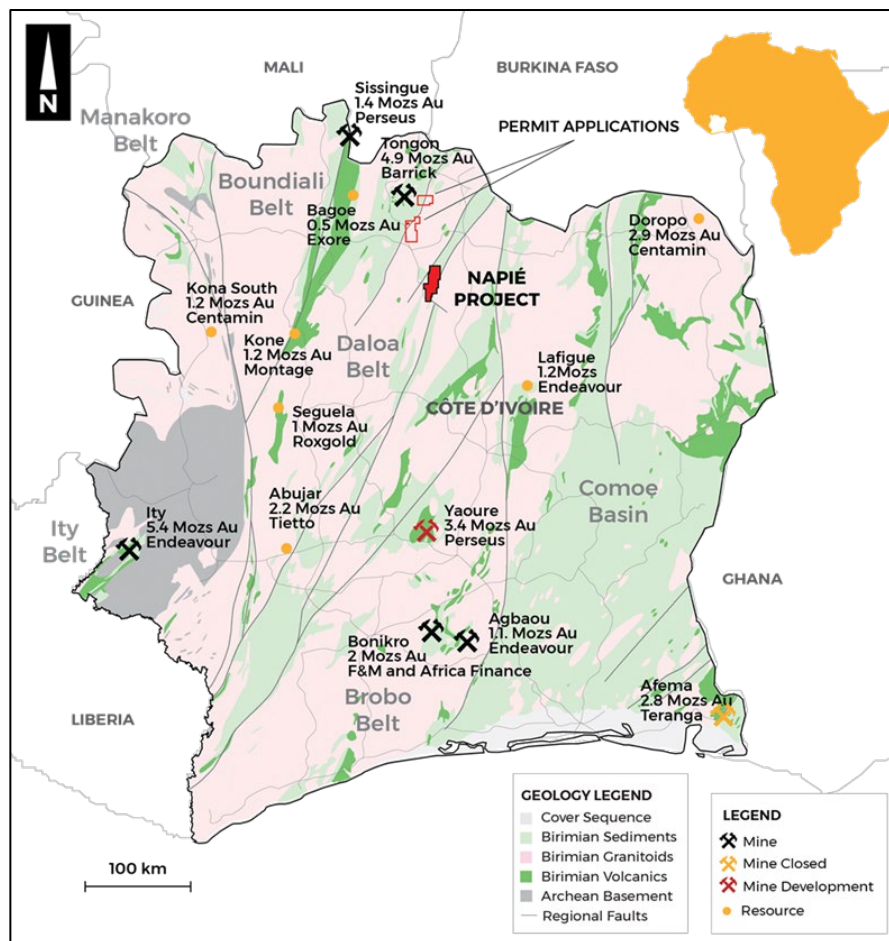 MALI
BURKINA FASO
N
Manakoro
Belt
Sissingue
1.4 Mozs Au
Perseus
PERMIT APPLICATIONS
Tongon
4.9 Mozs Au
Barrick
Boundiali
Belt
Bagoe
0.5 Mozs Au
Exore
Doropo
2.9 Mozs Au
Centamin
NAPIÉ
PROJECT
GUINEA
Kona South
1.2 Mozs Au
Centamin
Kone
1.2 Mozs Au
Montage
Daloa
Belt
Lafigue
1.2Mozs
Endeavour
CÔTE D'IVOIRE
Seguela
1 Mozs Au
Roxgold
Comoe
Basin
Abujar
2.2 Mozs Au
Tietto
Yaoure
3.4 Mozs Au
Perseus
Ity
5.4 Mozs Au
Endeavour
Ity
Belt
GHANA
Agbaou
1.1. Mozs Au
Endeavour
Bonikro
2 Mozs Au
F&M and Africa Finance
Afema
2.8 Mozs Au
Teranga
Brobo
Belt
LIBERIA
100 km
GEOLOGY LEGEND
Cover Sequence
Birimian Sediments
Birimian Granitoids
Birimian Volcanics
Archean Basement
Regional Faults
LEGEND
Mine
Mine Closed
Mine Development
Resource